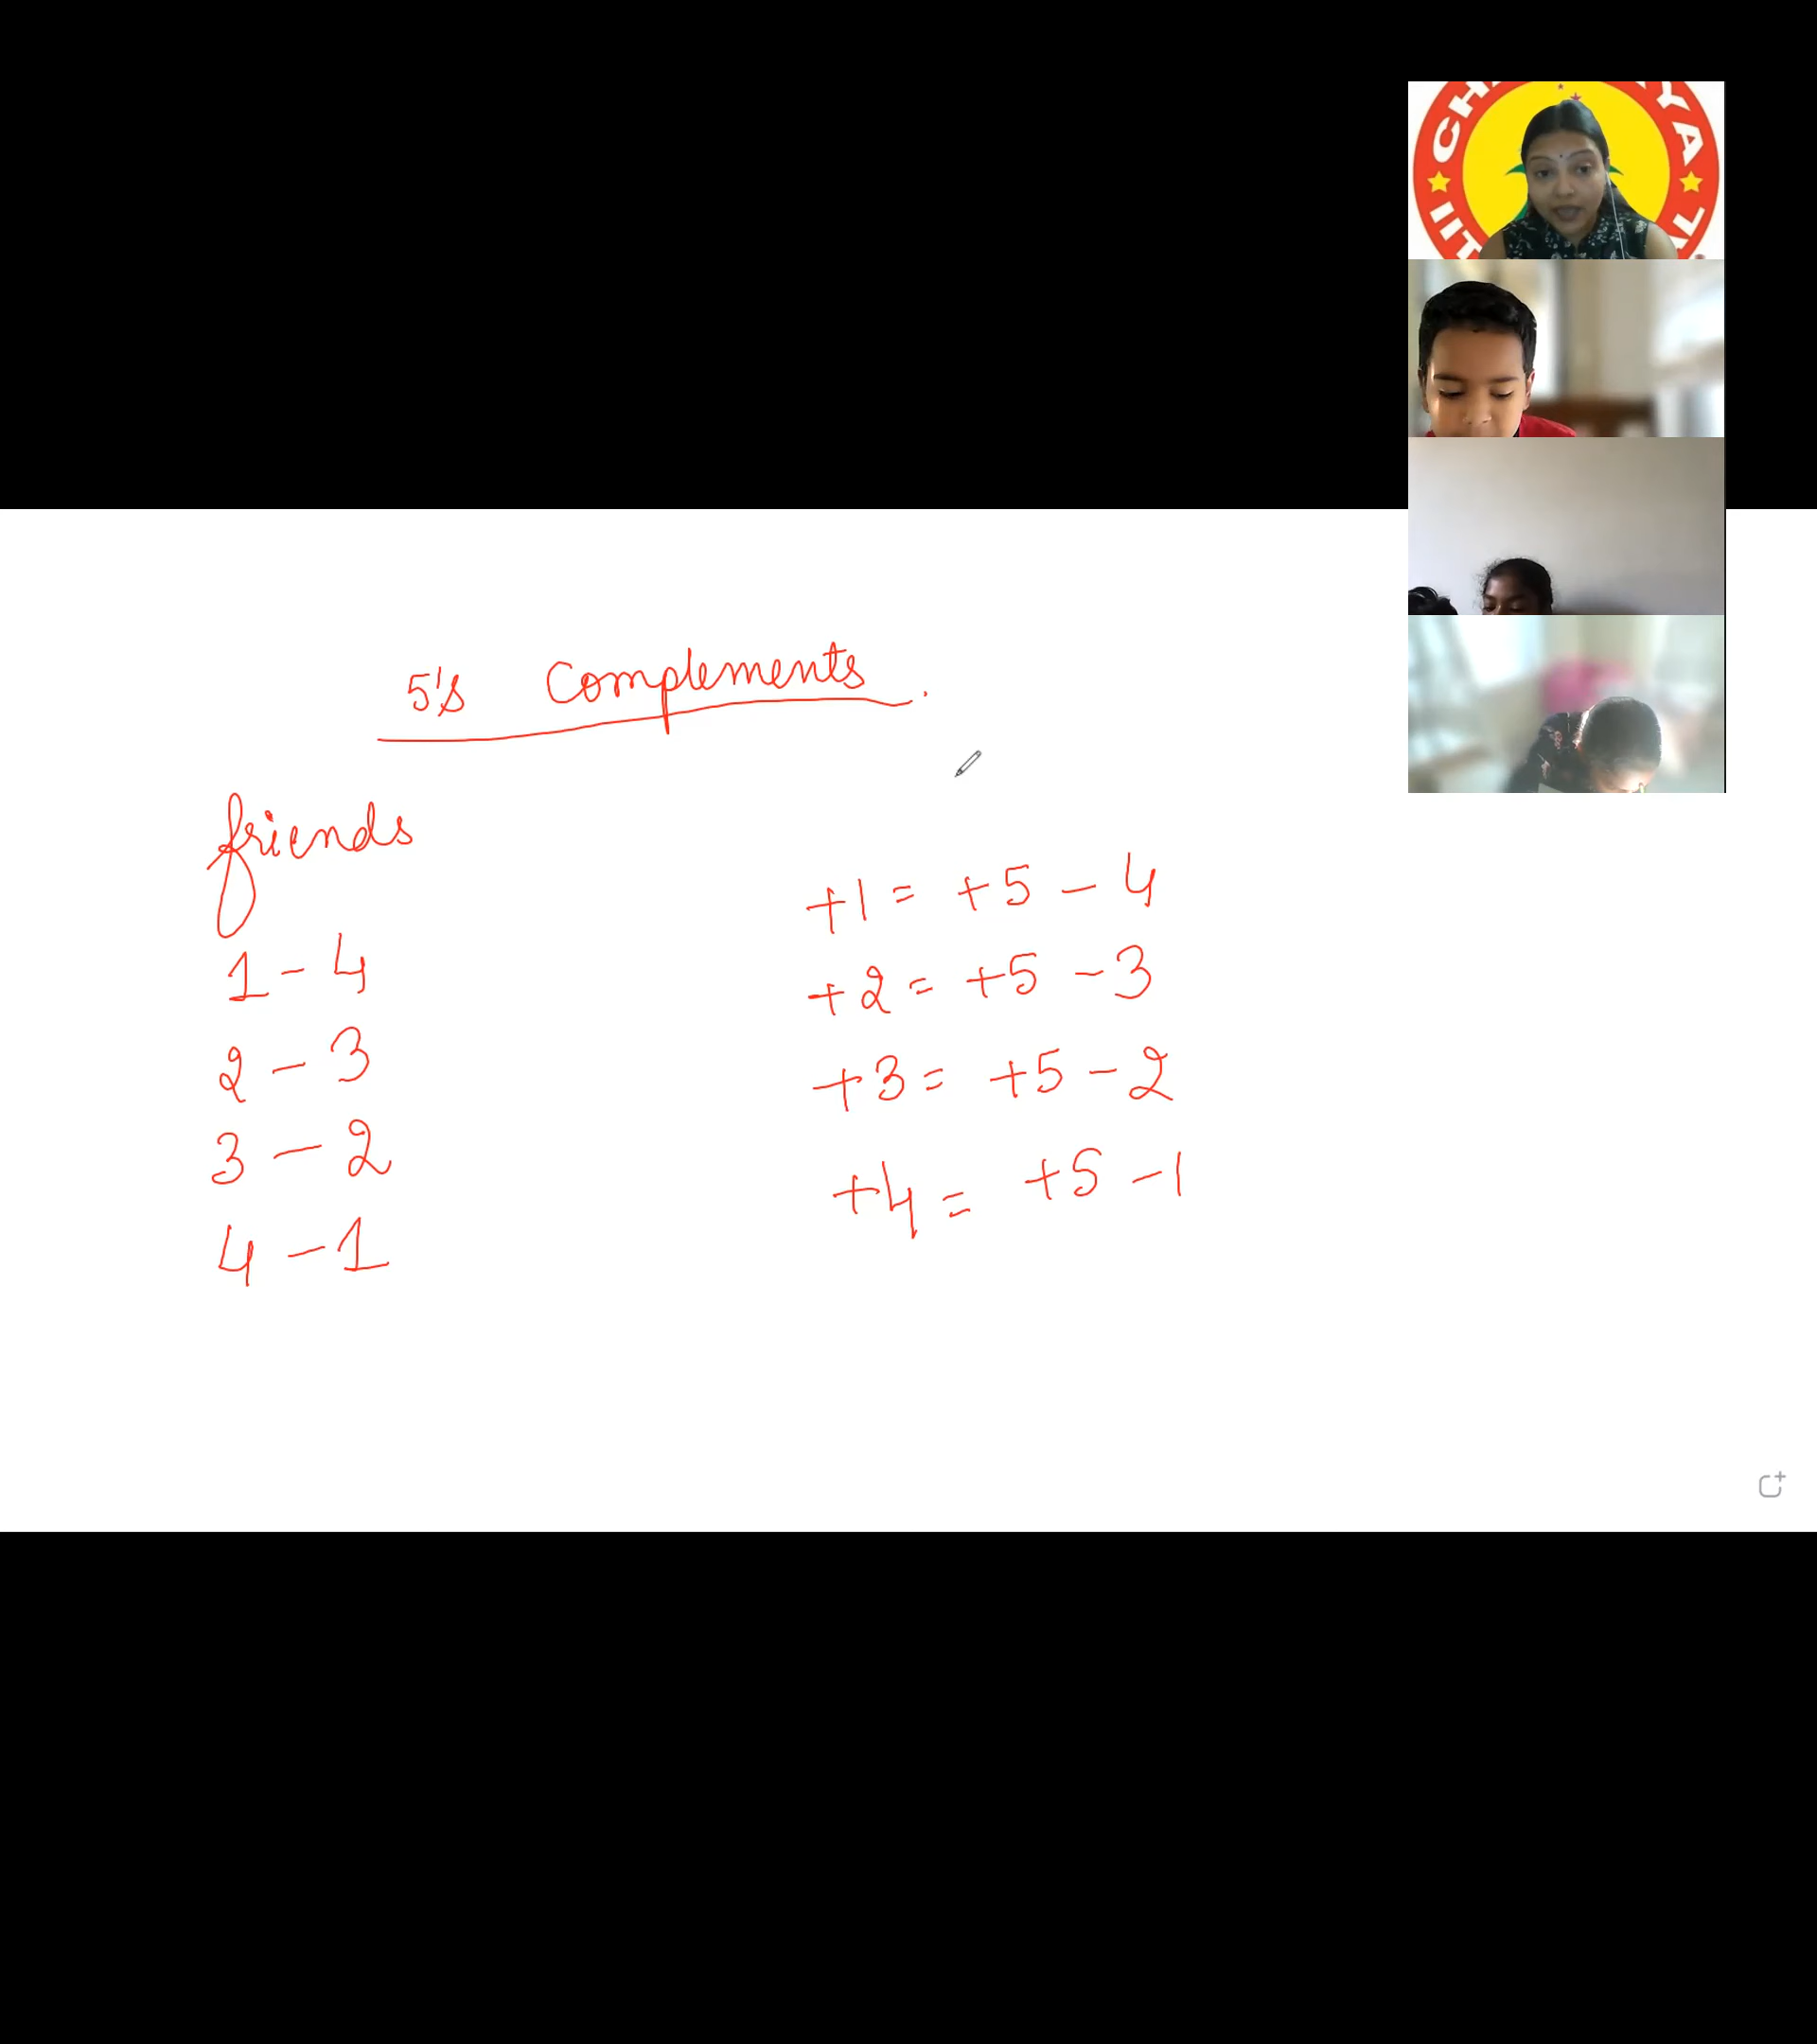 5's Complements.
friends
1 - 4
2 - 3
3 - 2
4 - 1
+1 = +5 - 4
+2 = +5 - 3
+3 = +5 - 2
+4 = +5 - 1